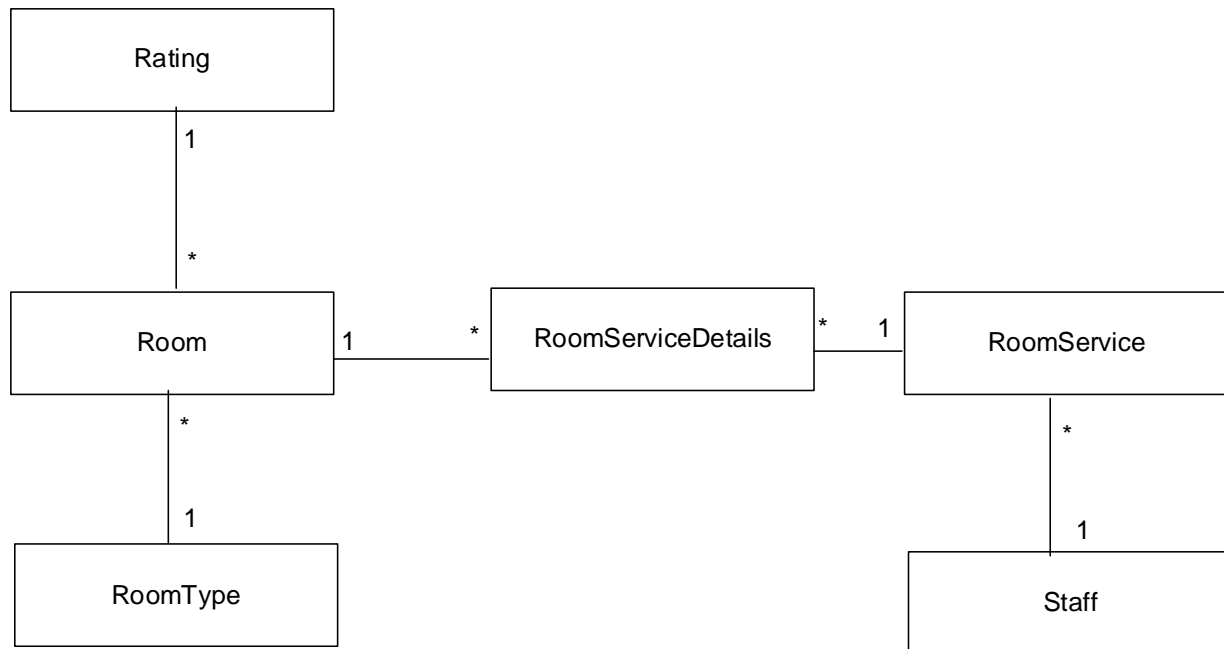 Rating
1
*
Room
1
*
RoomServiceDetails
*
1
RoomService
*
1
RoomType
*
1
Staff